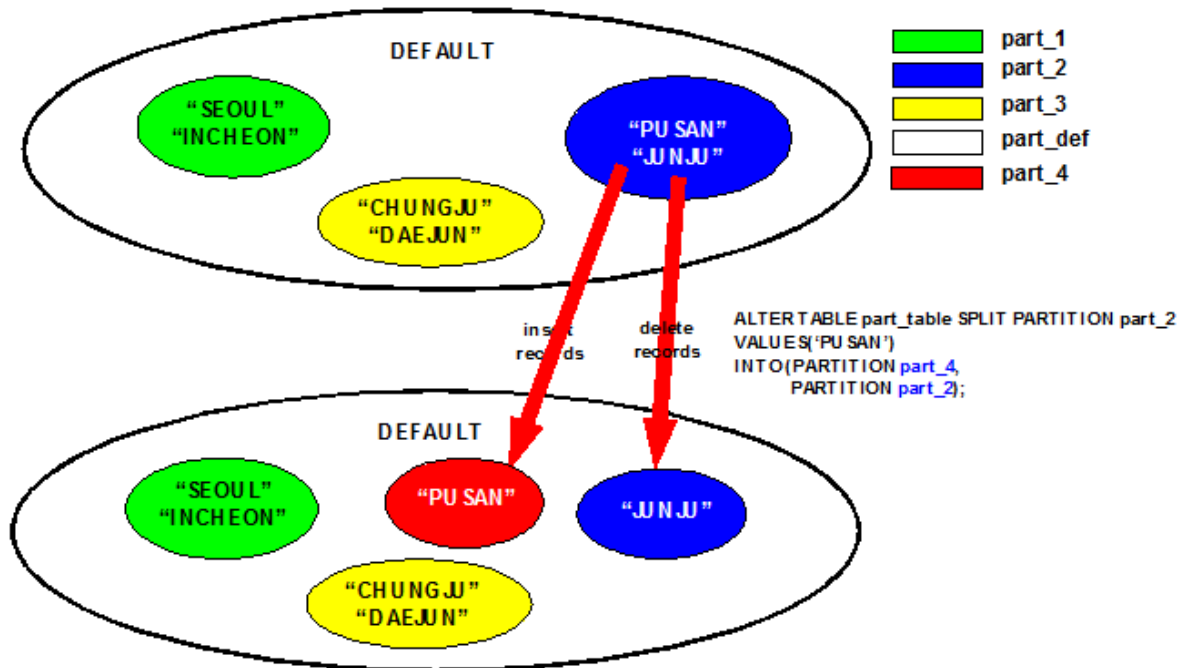 DEFAULT
“SEOUL”
“INCHEON”
“PUSAN”
“JUNJU”
“CHUNGJU”
“DAEJUN”
part_1
part_2
part_3
part_def
part_4
insert
records
delete
records
ALTER TABLE part_table SPLIT PARTITION part_2
VALUES(‘PUSAN’)
INTO(PARTITION part_4,
PARTITION part_2);
DEFAULT
“SEOUL”
“INCHEON”
“PUSAN”
“JUNJU”
“CHUNGJU”
“DAEJUN”